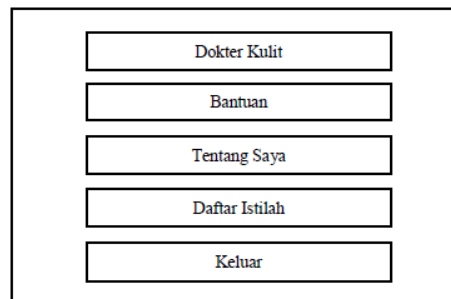 Dokter Kulit
Bantuan
Tentang Saya
Daftar Istilah
Keluar